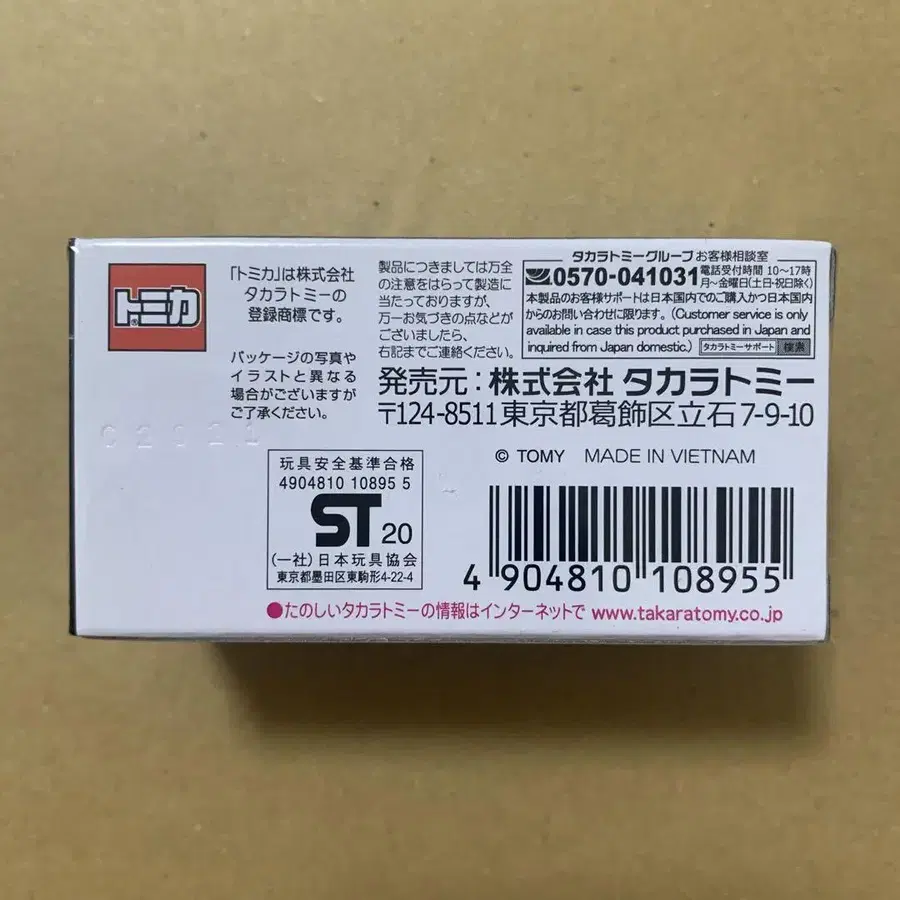 トミカ®
「トミカ」は株式会社
タカラトミーの
登録商標です。
パッケージの写真や
イラストと異なる
場合がありますがご
ご了承ください。
製品につきましては万全
の注意をはらって製造に
当たっておりますが、
万一お気づきの点などが
ございましたら、
右記までご連絡ください。
タカラトミーグループ お客様相談室
0570-041031 電話受付時間 10〜17時
月〜金曜日(土日・祝日除く)
本製品のお客様サポートは日本国内でのご購入かつ日本国内
からのお問い合わせに限ります。(Customer service is only
available in case this product purchased in Japan and
inquired from Japan domestic.) タカラトミーサポート 検索
発売元：株式会社 タカラトミー
〒124-8511 東京都葛飾区立石7-9-10
© TOMY MADE IN VIETNAM
玩具安全基準合格
4904810 10895 5
ST 20
(一社)日本玩具協会
東京都墨田区東駒形4-22-4
4 904810 108955
●たのしいタカラトミーの情報はインターネットで www.takaratomy.co.jp